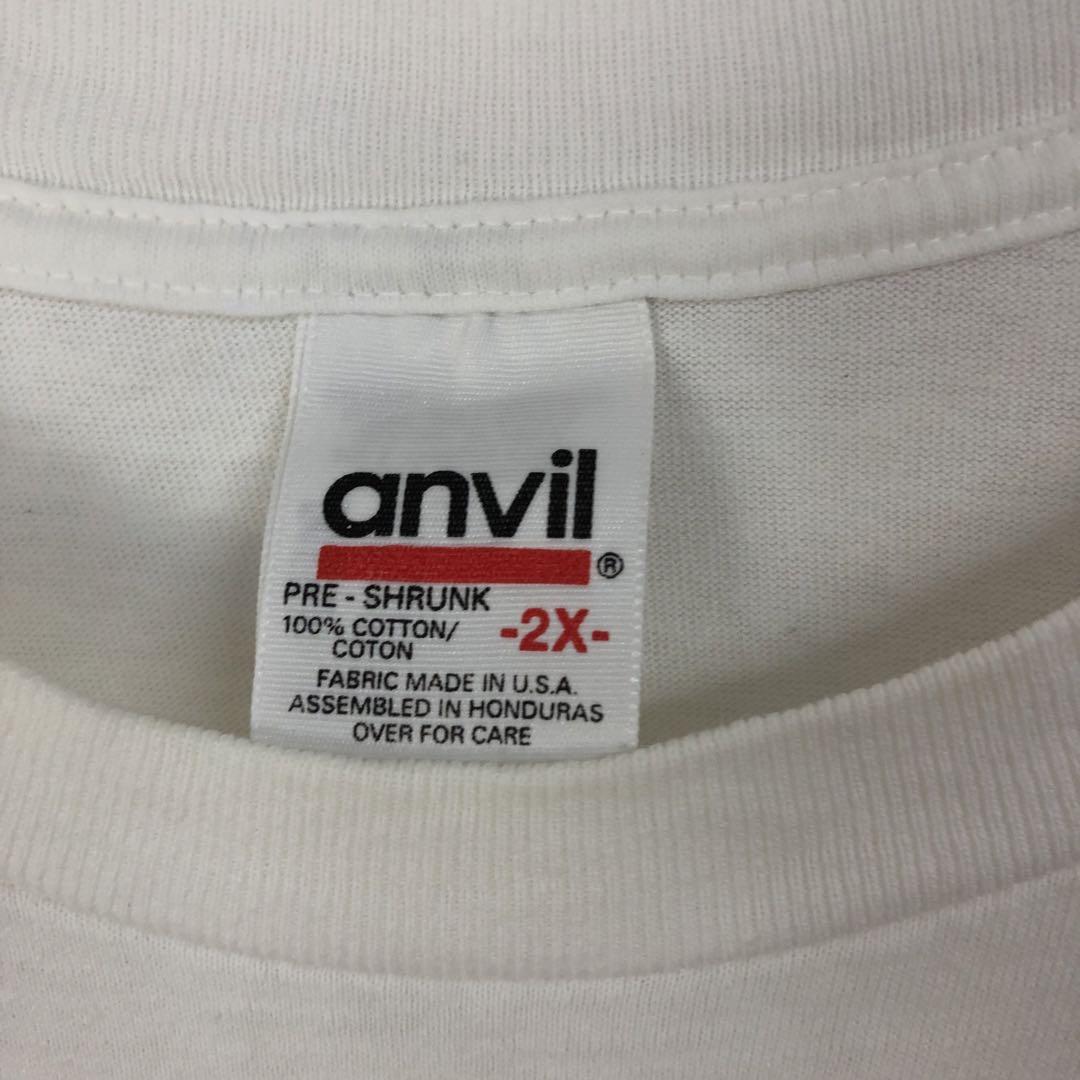 anvil®
PRE - SHRUNK
100% COTTON/
COTON
-2X-
FABRIC MADE IN U.S.A.
ASSEMBLED IN HONDURAS
OVER FOR CARE